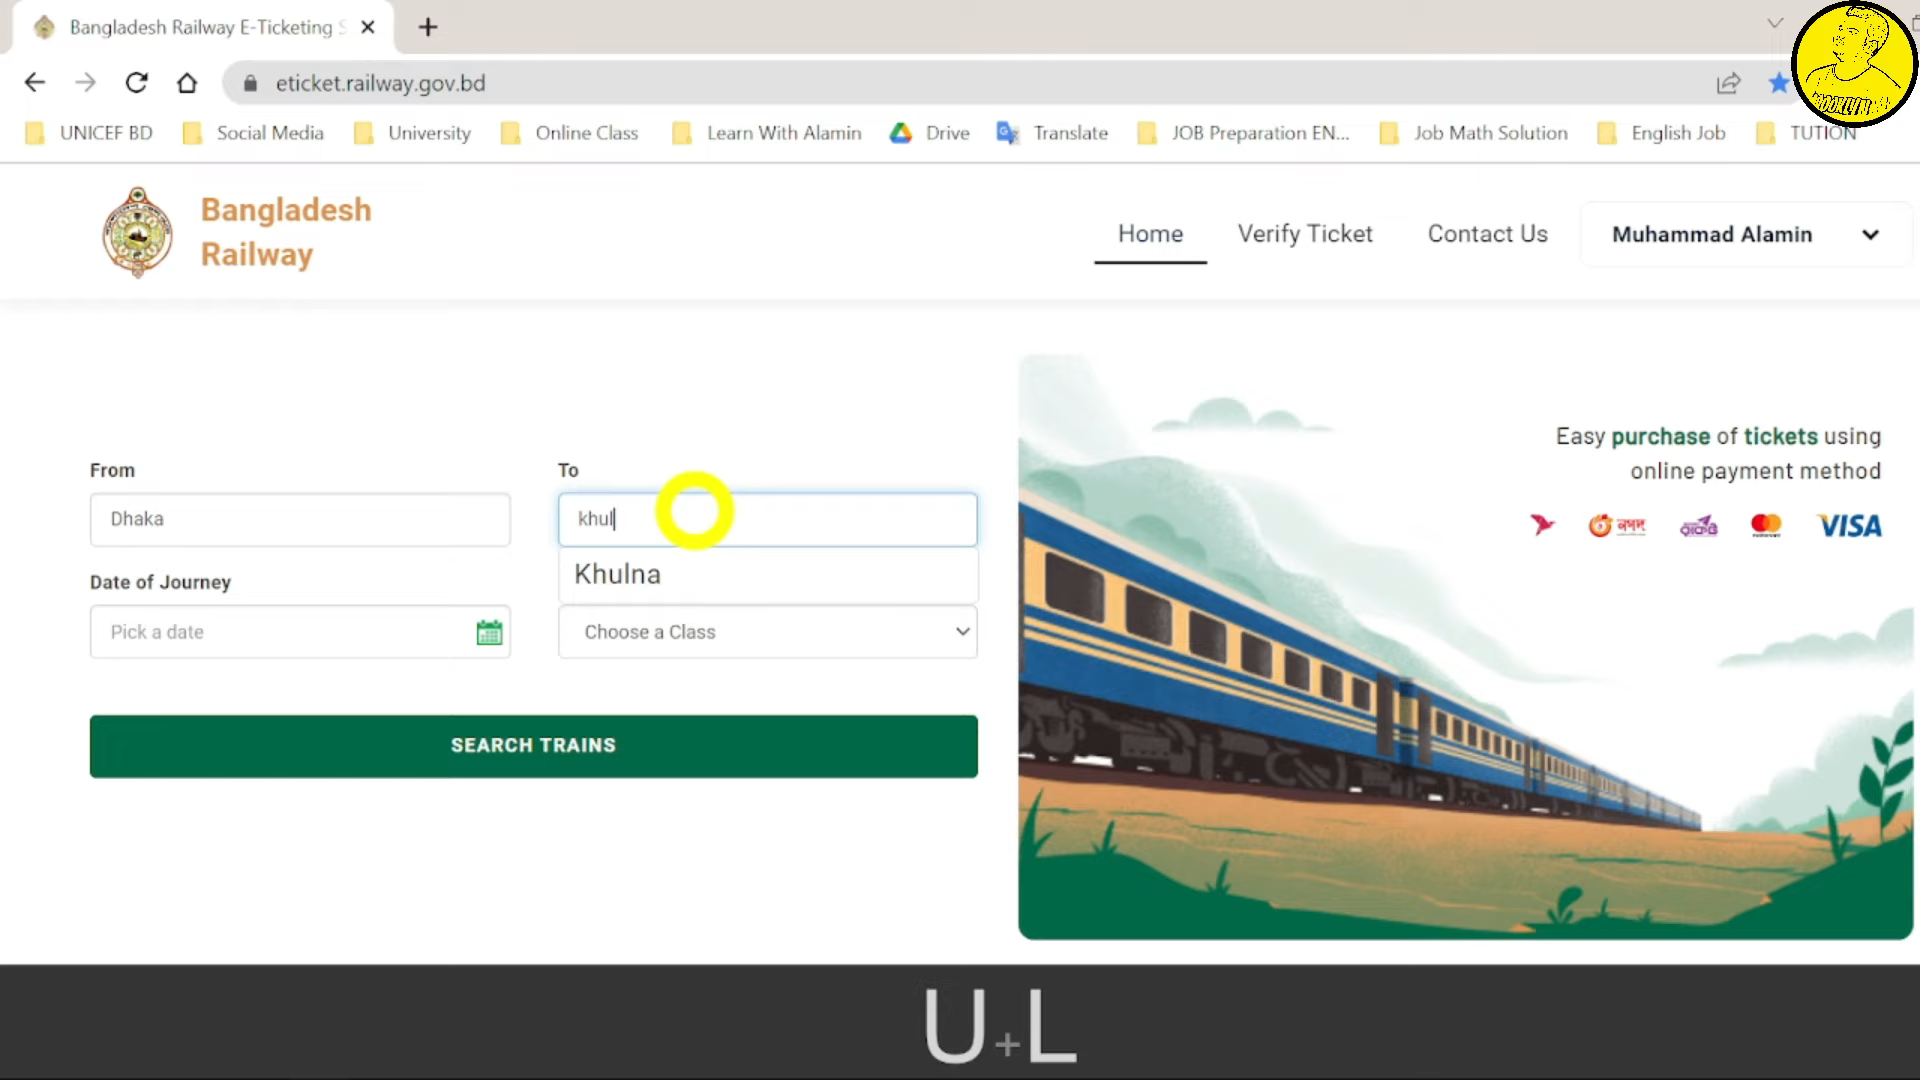 Bangladesh Railway E-Ticketing S
eticket.railway.gov.bd
UNICEF BD
Social Media
University
Online Class
Learn With Alamin
Drive
Translate
JOB Preparation EN...
Job Math Solution
English Job
TUTION
Bangladesh
Railway
Home
Verify Ticket
Contact Us
Muhammad Alamin
Easy purchase of tickets using
online payment method
নগদ
VISA
From
To
Dhaka
khul
Khulna
Date of Journey
Pick a date
Choose a Class
SEARCH TRAINS
U+L